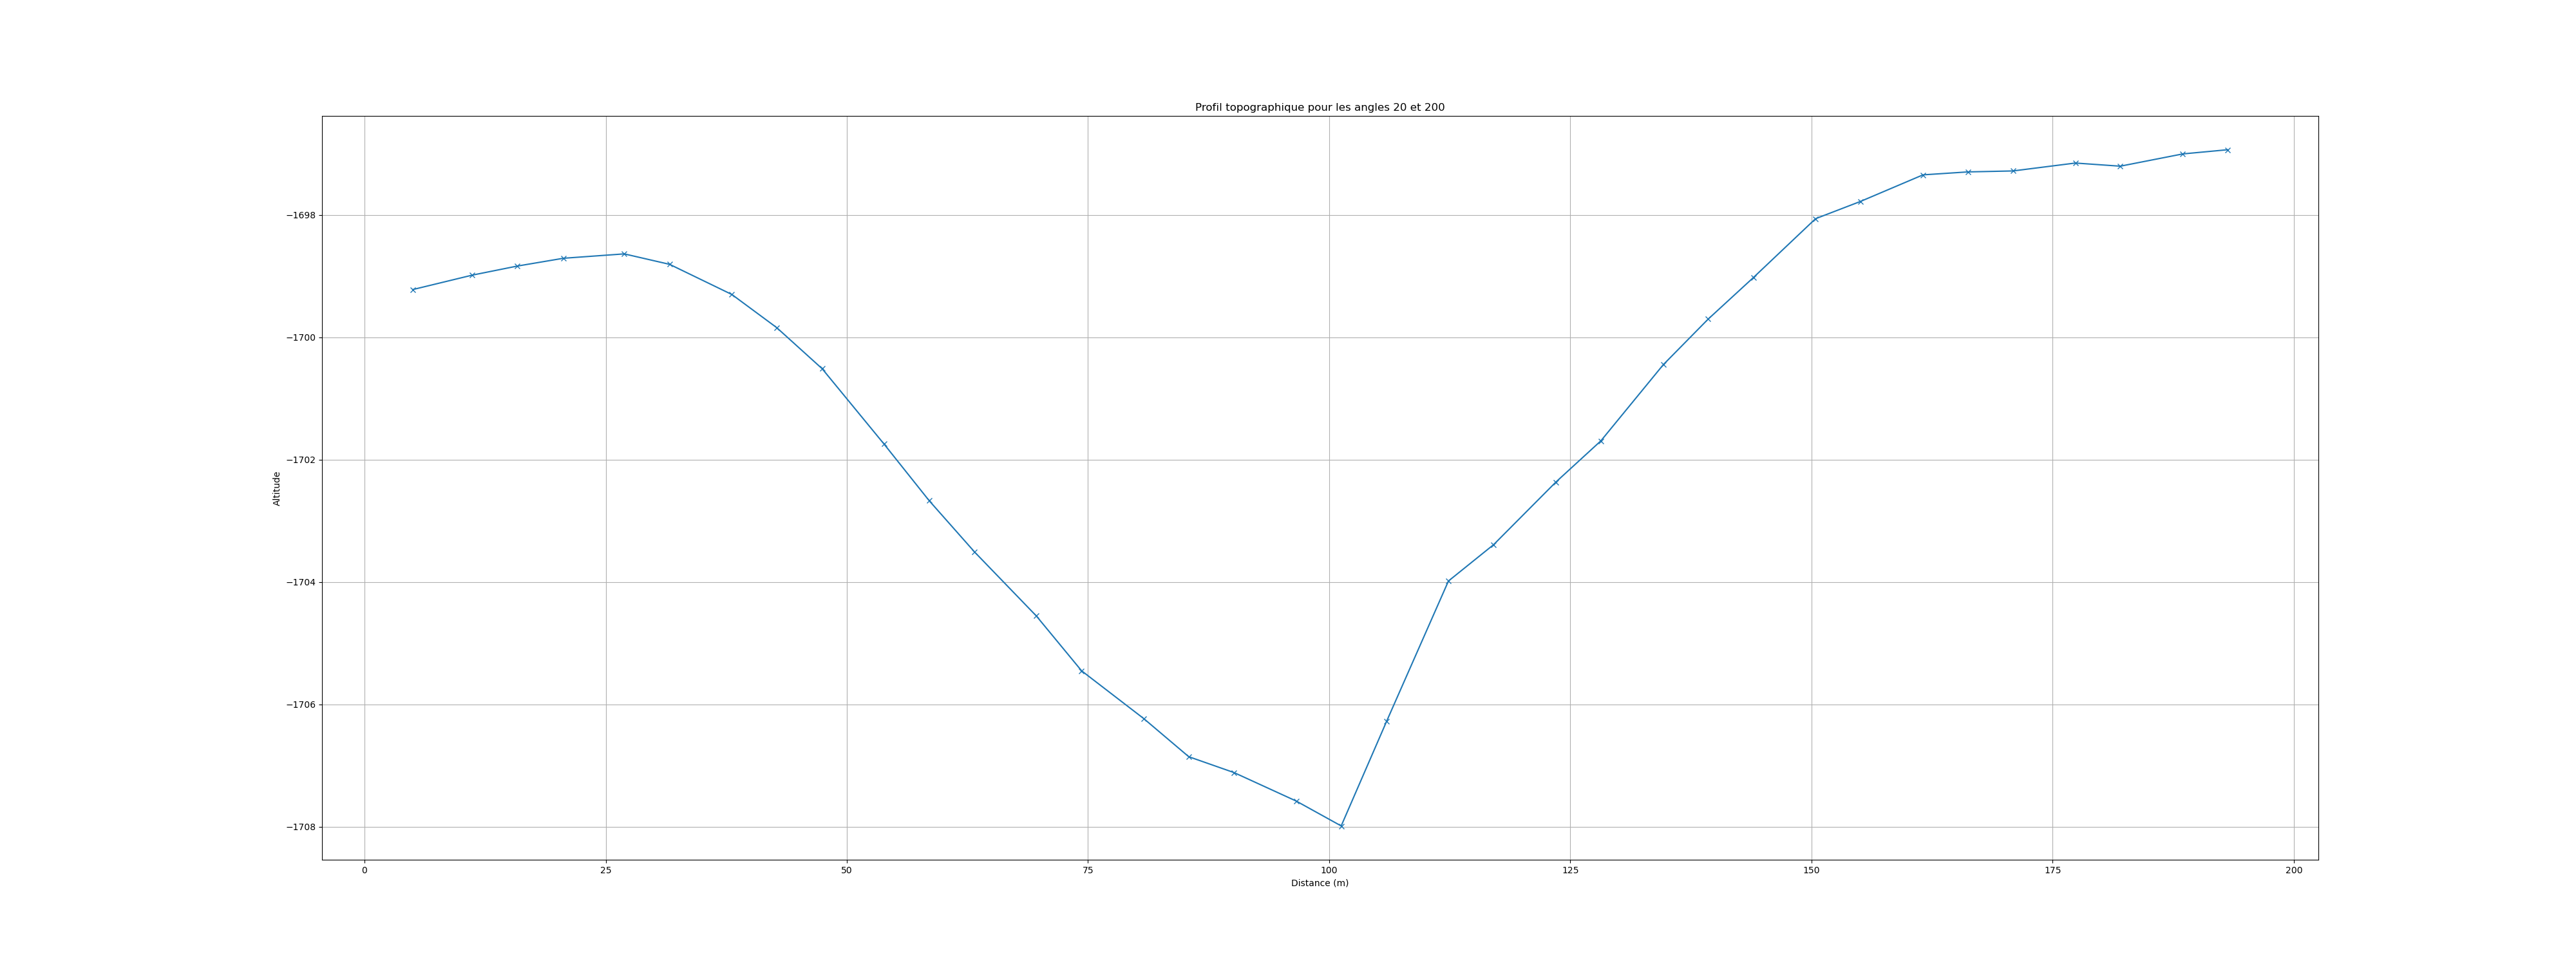 Profil topographique pour les angles 20 et 200
−1698
−1700
−1702
−1704
−1706
−1708
Altitude
0 25 50 75 100 125 150 175 200
Distance (m)